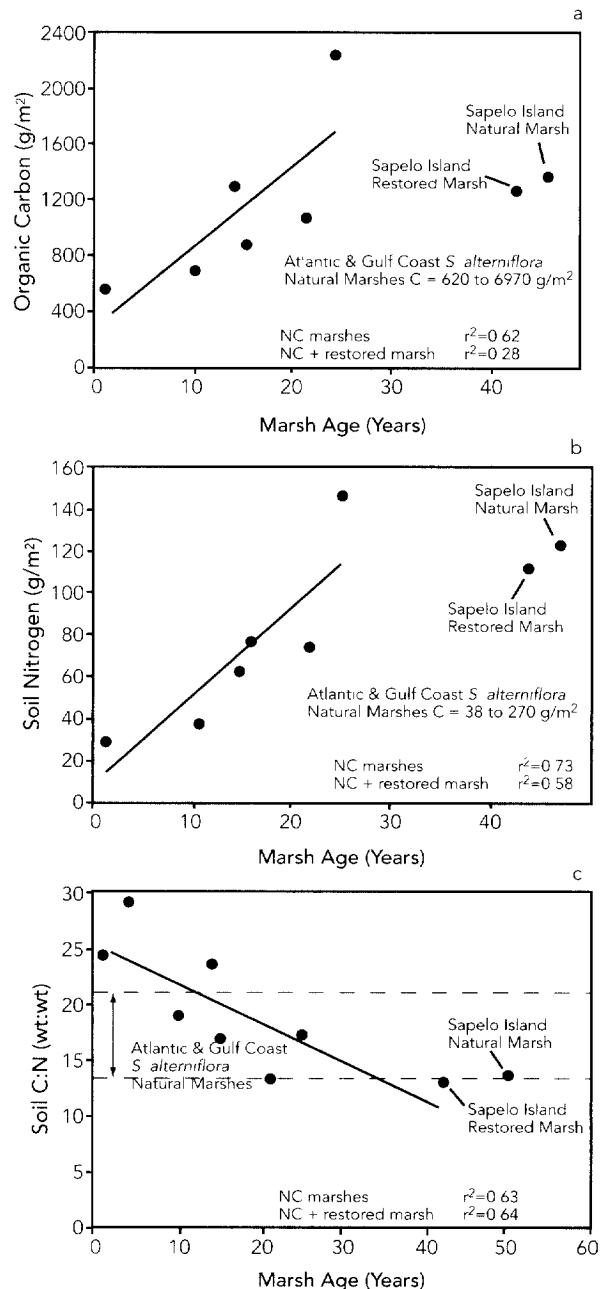 a
2400
2000
1600
1200
800
400
0
Organic Carbon (g/m²)
Sapelo Island
Natural Marsh
Sapelo Island
Restored Marsh
Atlantic & Gulf Coast S alterniflora
Natural Marshes C = 620 to 6970 g/m²
NC marshes r²=0 62
NC + restored marsh r²=0 28
0 10 20 30 40
Marsh Age (Years)
b
160
140
120
100
80
60
40
20
0
Soil Nitrogen (g/m²)
Sapelo Island
Natural Marsh
Sapelo Island
Restored Marsh
Atlantic & Gulf Coast S alterniflora
Natural Marshes C = 38 to 270 g/m²
NC marshes r²=0 73
NC + restored marsh r²=0 58
0 10 20 30 40
Marsh Age (Years)
c
30
25
20
15
10
5
0
Soil C:N (wt:wt)
Atlantic & Gulf Coast
S alterniflora
Natural Marshes
Sapelo Island
Natural Marsh
Sapelo Island
Restored Marsh
NC marshes r²=0 63
NC + restored marsh r²=0 64
0 10 20 30 40 50 60
Marsh Age (Years)